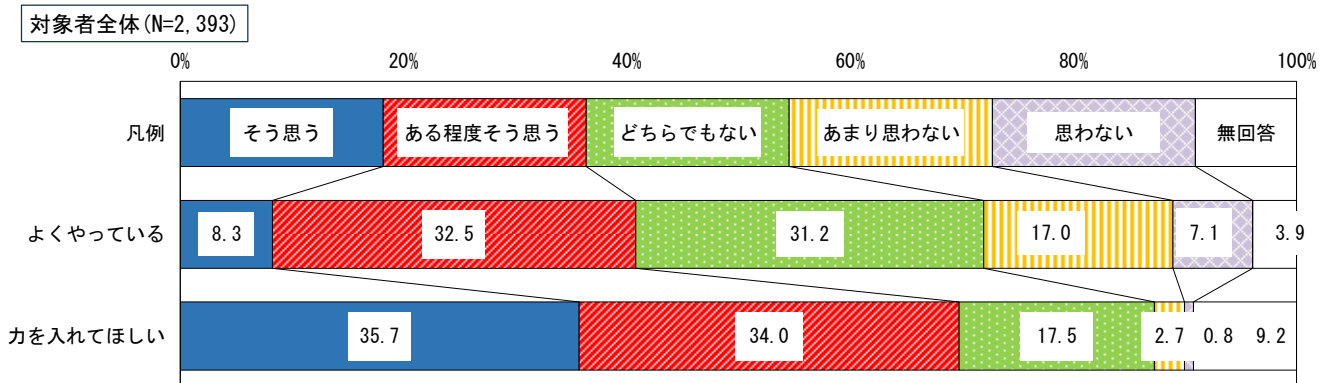 対象者全体(N=2,393)
0% 20% 40% 60% 80% 100%
凡例 そう思う ある程度そう思う どちらでもない あまり思わない 思わない 無回答
よくやっている 8.3 32.5 31.2 17.0 7.1 3.9
力を入れてほしい 35.7 34.0 17.5 2.7 0.8 9.2